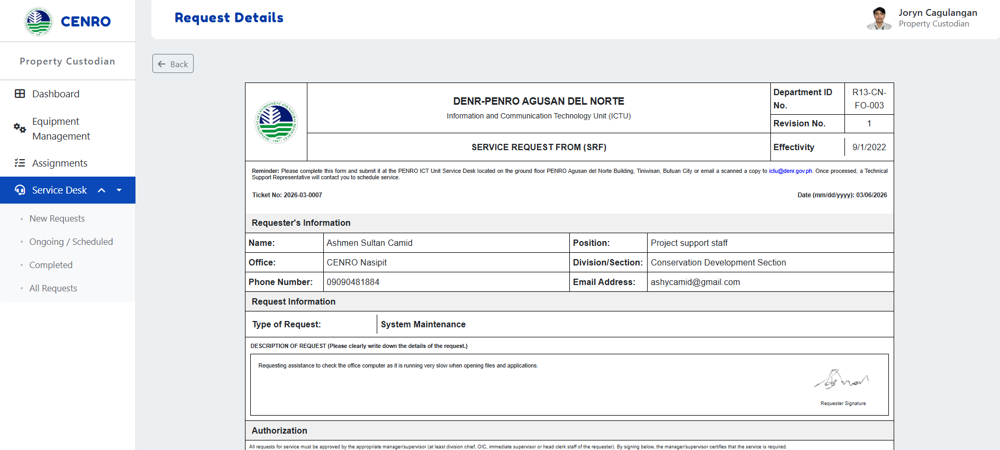 CENRO
Request Details
Joryn Cagulangan
Property Custodian
Property Custodian
Dashboard
Equipment
Management
Assignments
Service Desk
New Requests
Ongoing / Scheduled
Completed
All Requests
Back
DENR-PENRO AGUSAN DEL NORTE
Information and Communication Technology Unit (ICTU)
SERVICE REQUEST FROM (SRF)
Department ID No. R13-CN-FO-003
Revision No. 1
Effectivity 9/1/2022
Reminder: Please complete this form and submit it at the PENRO ICT Unit Service Desk located on the ground floor PENRO Agusan del Norte Building, Tiniwisan, Butuan City or email a scanned a copy to ictu@denr.gov.ph. Once processed, a Technical
Support Representative will contact you to schedule service.
Ticket No: 2026-03-0007 Date (mm/dd/yyyy): 03/06/2026
Requester's Information
Name: Ashmen Sultan Camid Position: Project support staff
Office: CENRO Nasipit Division/Section: Conservation Development Section
Phone Number: 09090481884 Email Address: ashycamid@gmail.com
Request Information
Type of Request: System Maintenance
DESCRIPTION OF REQUEST (Please clearly write down the details of the request.)
Requesting assistance to check the office computer as it is running very slow when opening files and applications.
Requester Signature
Authorization
All requests for service must be approved by the appropriate manager/supervisor (at least division chief, OIC, immediate supervisor or head clerk staff of the requester). By signing below, the manager/supervisor certifies that the service is required.